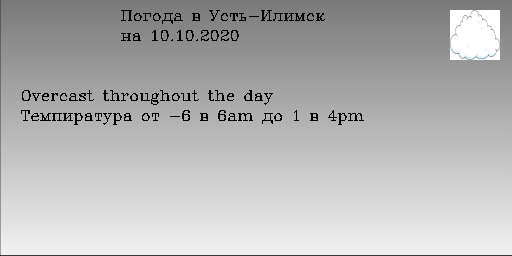 Погода в Усть-Илимск
на 10.10.2020
Overcast throughout the day
Темпиратура от -6 в 6am до 1 в 4pm